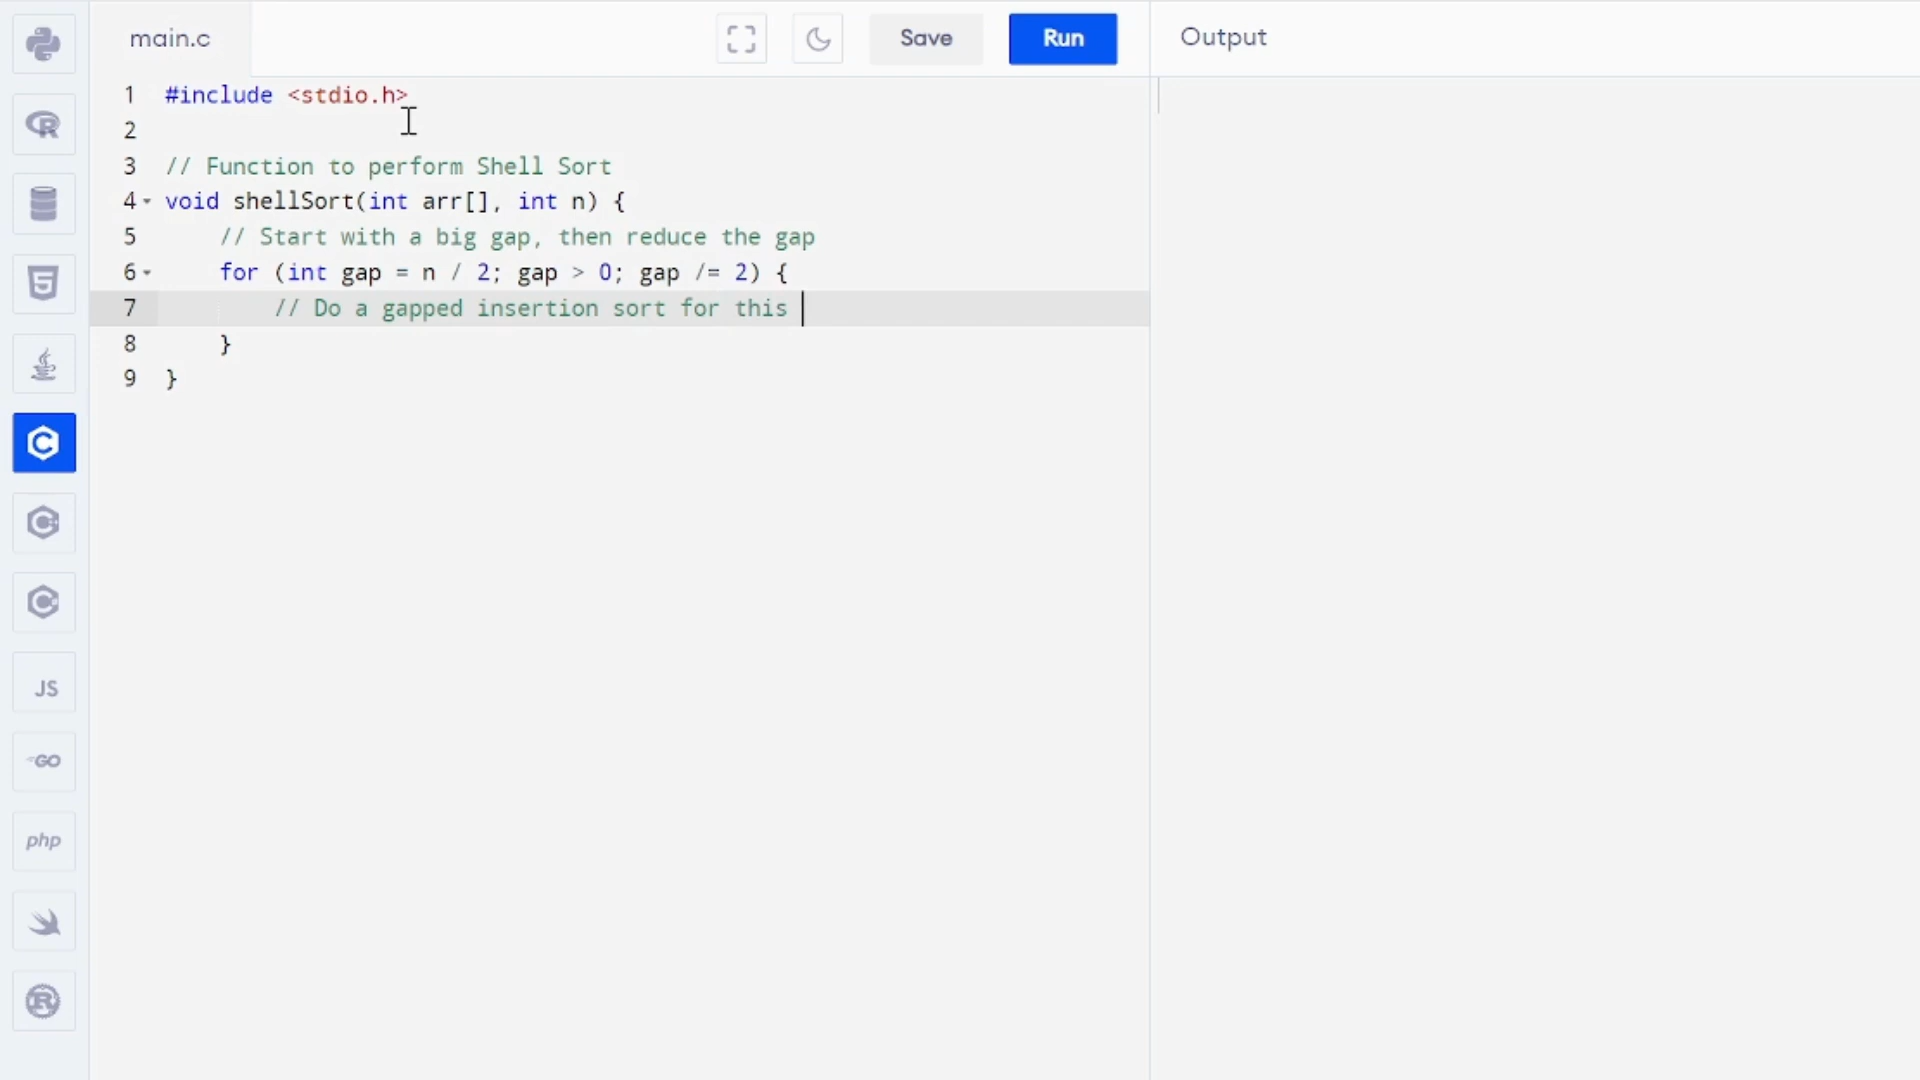 main.c
Save
Run
Output
1 #include <stdio.h>
2
3 // Function to perform Shell Sort
4 void shellSort(int arr[], int n) {
5     // Start with a big gap, then reduce the gap
6     for (int gap = n / 2; gap > 0; gap /= 2) {
7         // Do a gapped insertion sort for this
8     }
9 }
R
5
C
C
C
JS
GO
php
R